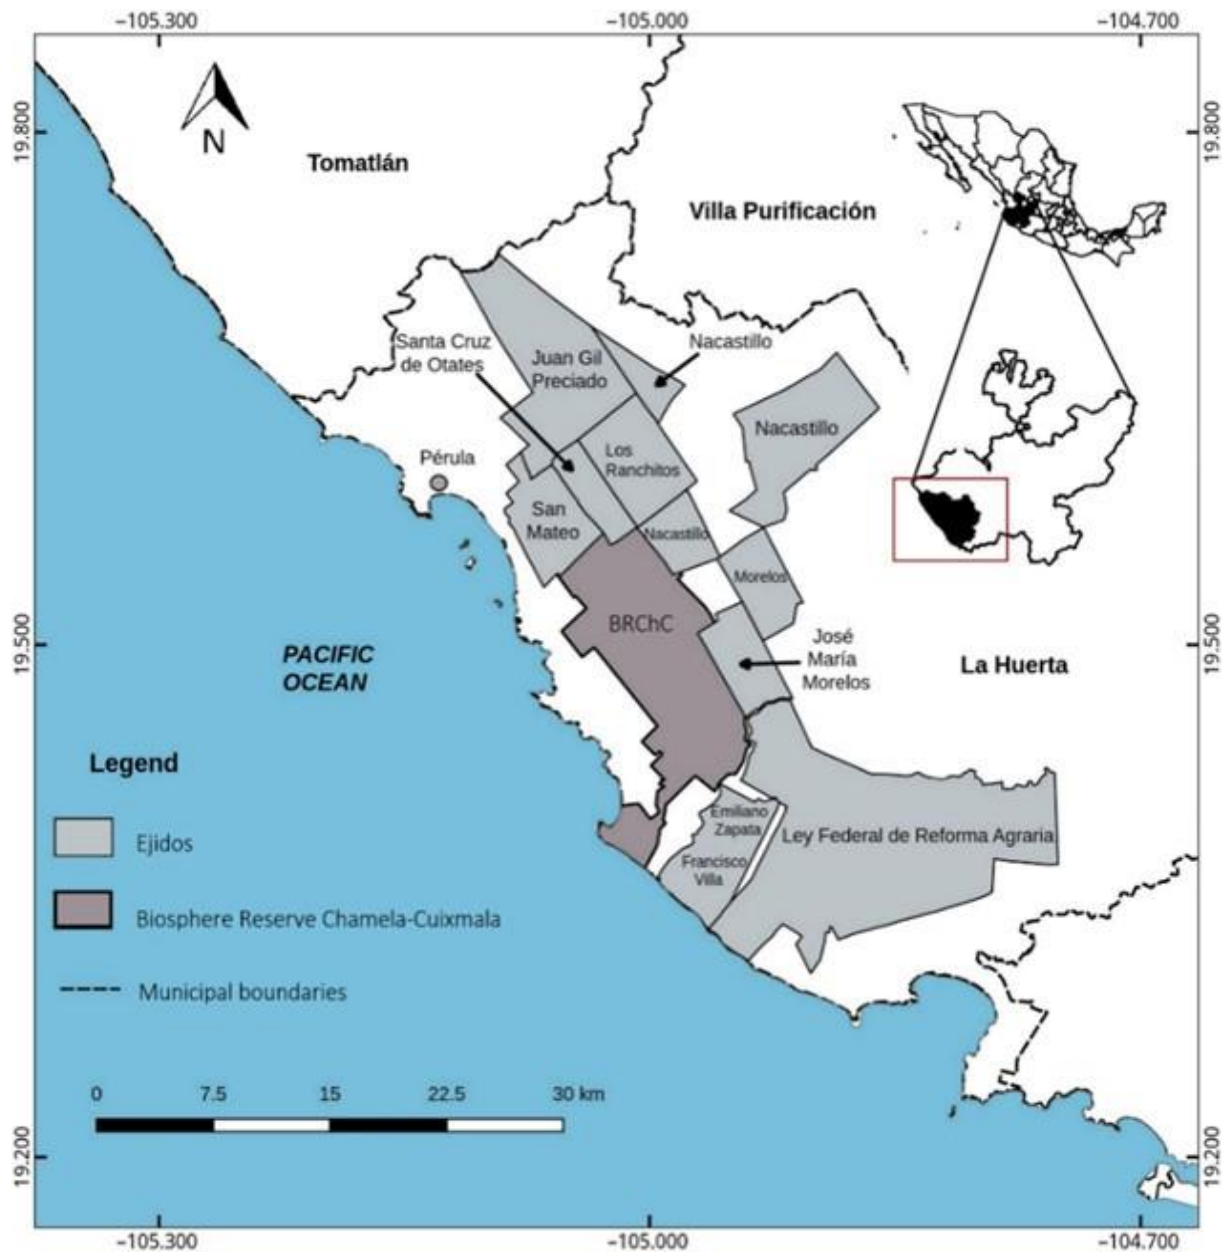 −105.300
−105.000
−104.700
19.800
19.800
N
Tomatlán
Villa Purificación
Santa Cruz
de Otates
Juan Gil
Preciado
Nacastillo
Nacastillo
Los
Ranchitos
Pérula
San
Mateo
Nacastillo
Morelos
BRChC
José
María
Morelos
19.500
19.500
PACIFIC
OCEAN
La Huerta
Legend
Ejidos
Biosphere Reserve Chamela-Cuixmala
Municipal boundaries
Emiliano
Zapata
Ley Federal de Reforma Agraria
Francisco
Villa
0
7.5
15
22.5
30 km
19.200
19.200
−105.300
−105.000
−104.700